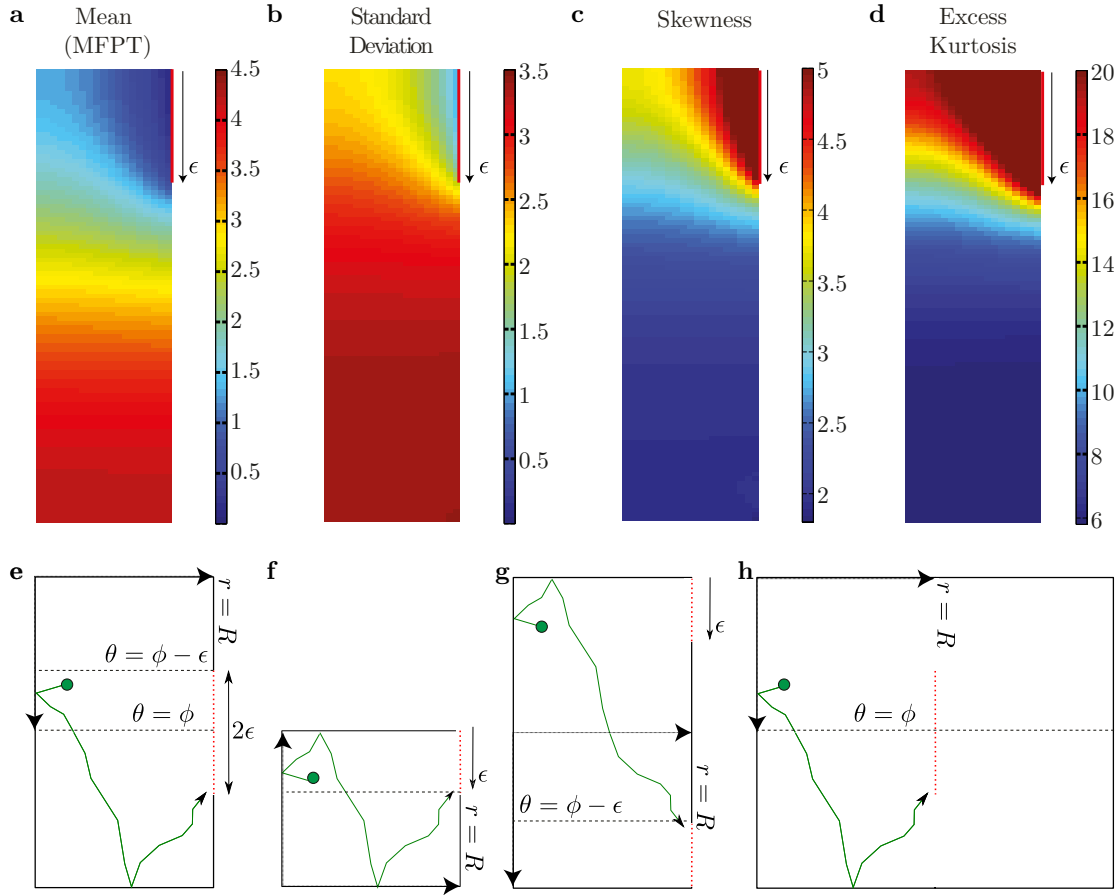 a
Mean
(MFPT)
4.5
4
3.5
3
2.5
2
1.5
1
0.5
ϵ
b
Standard
Deviation
3.5
3
2.5
2
1.5
1
0.5
ϵ
c
Skewness
5
4.5
4
3.5
3
2.5
2
ϵ
d
Excess
Kurtosis
20
18
16
14
12
10
8
6
ϵ
e
r = R
θ = ϕ − ϵ
θ = ϕ
2ϵ
f
ϵ
r = R
g
ϵ
r = R
θ = ϕ − ϵ
h
r = R
θ = ϕ